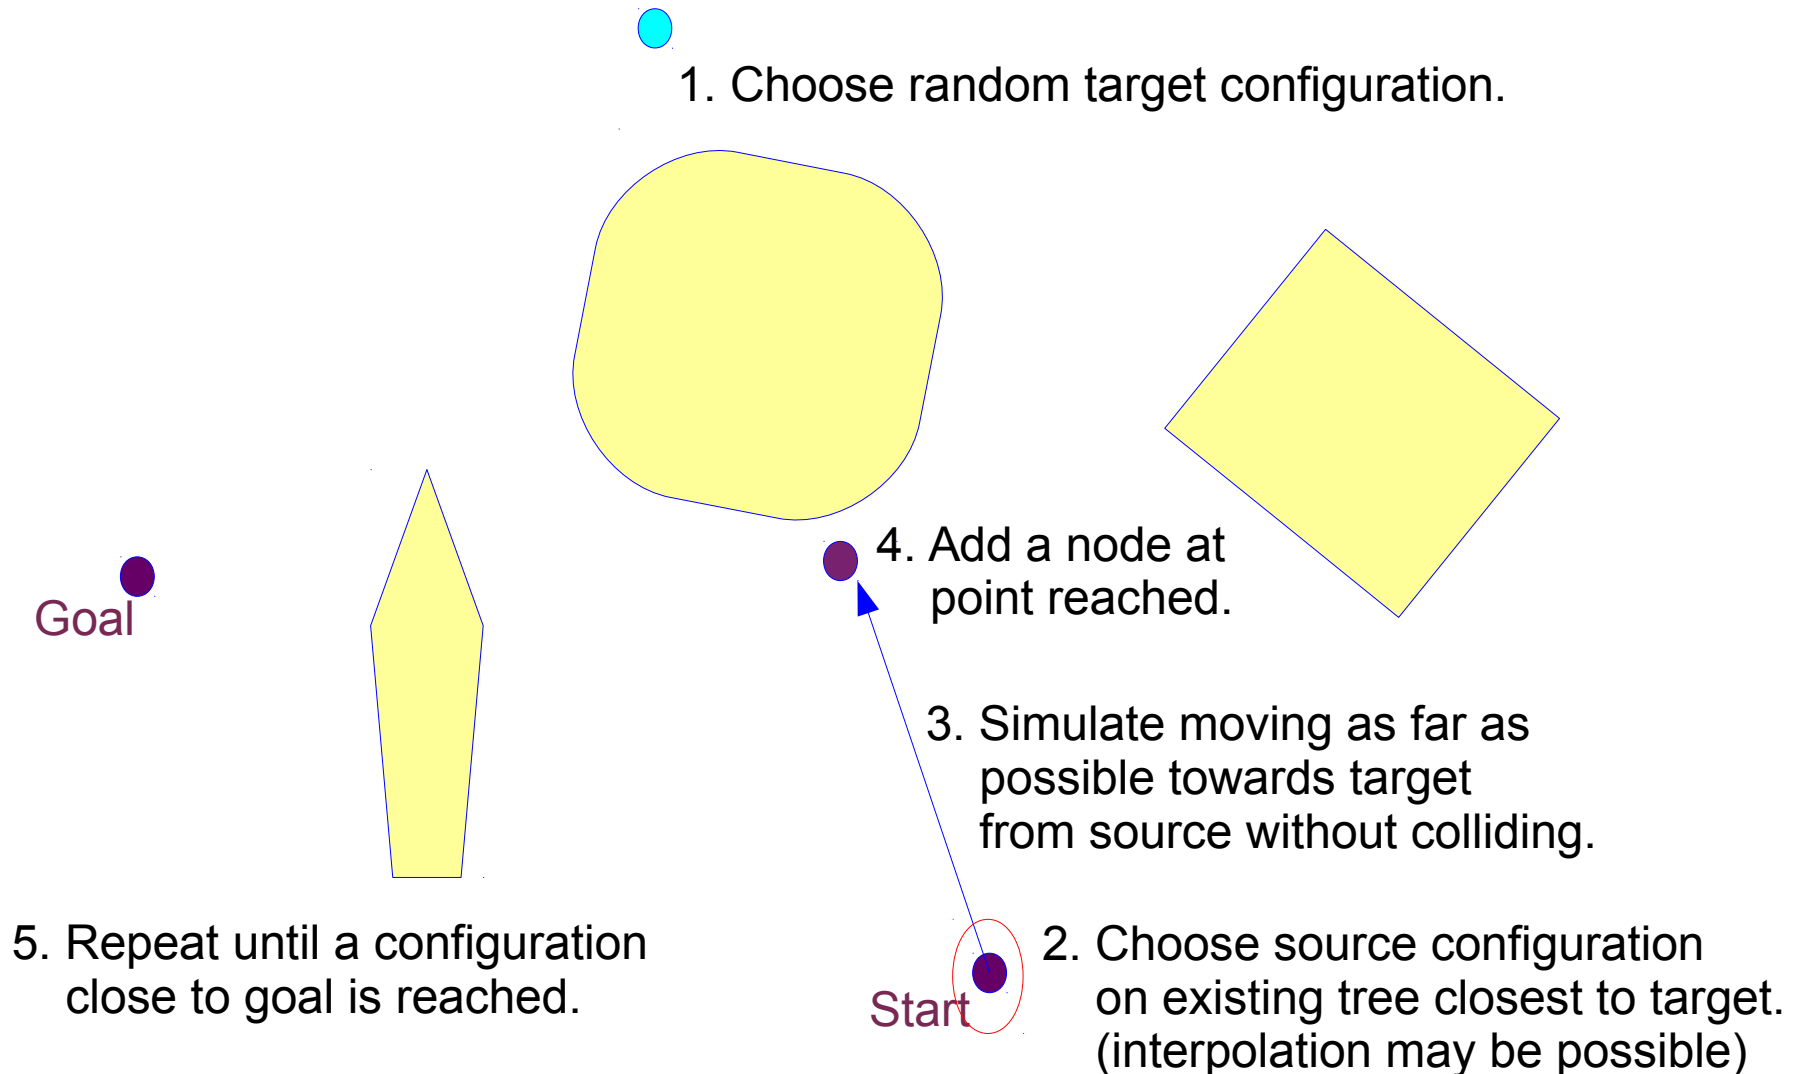 1. Choose random target configuration.
4. Add a node at
point reached.
Goal
3. Simulate moving as far as
possible towards target
from source without colliding.
5. Repeat until a configuration
close to goal is reached.
2. Choose source configuration
on existing tree closest to target.
(interpolation may be possible)
Start